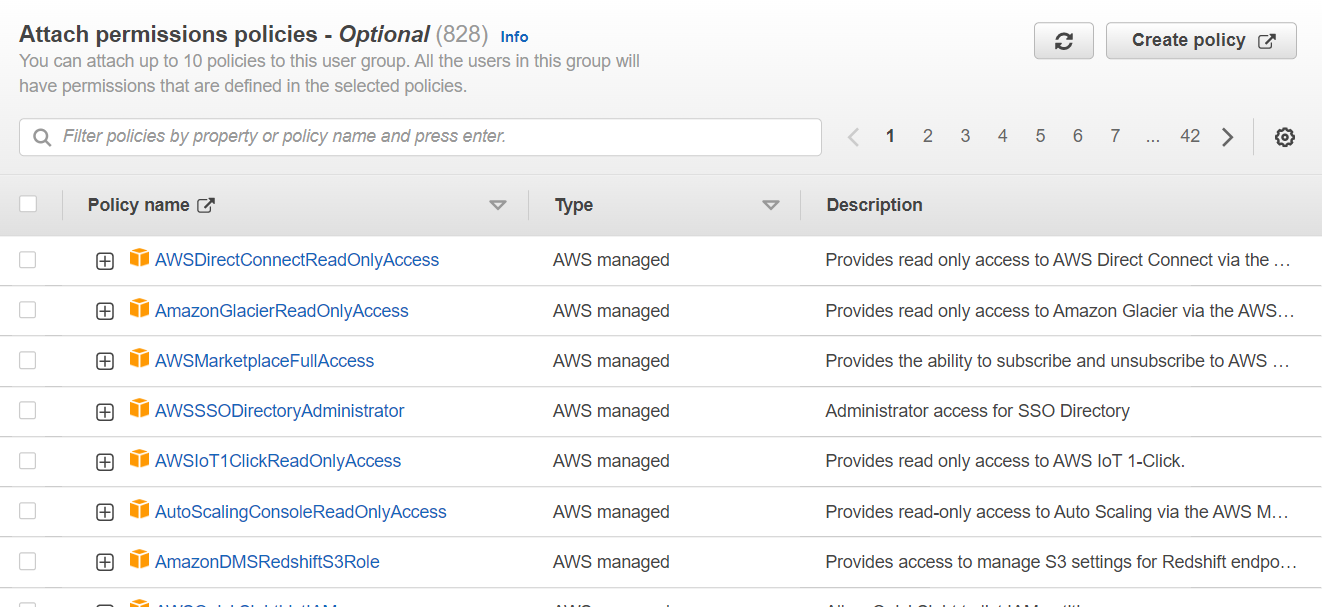 Attach permissions policies - Optional (828) Info
You can attach up to 10 policies to this user group. All the users in this group will
have permissions that are defined in the selected policies.
Create policy
Filter policies by property or policy name and press enter.
1 2 3 4 5 6 7 ... 42
Policy name Type Description
AWSDirectConnectReadOnlyAccess AWS managed Provides read only access to AWS Direct Connect via the …
AmazonGlacierReadOnlyAccess AWS managed Provides read only access to Amazon Glacier via the AWS…
AWSMarketplaceFullAccess AWS managed Provides the ability to subscribe and unsubscribe to AWS …
AWSSSODirectoryAdministrator AWS managed Administrator access for SSO Directory
AWSIoT1ClickReadOnlyAccess AWS managed Provides read only access to AWS IoT 1-Click.
AutoScalingConsoleReadOnlyAccess AWS managed Provides read-only access to Auto Scaling via the AWS M…
AmazonDMSRedshiftS3Role AWS managed Provides access to manage S3 settings for Redshift endpo…